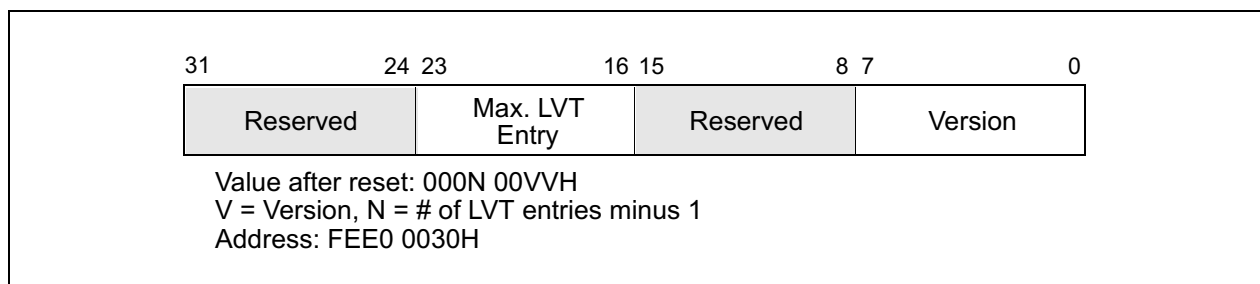 31 24 23 16 15 8 7 0
Reserved Max. LVT Entry Reserved Version
Value after reset: 000N 00VVH
V = Version, N = # of LVT entries minus 1
Address: FEE0 0030H